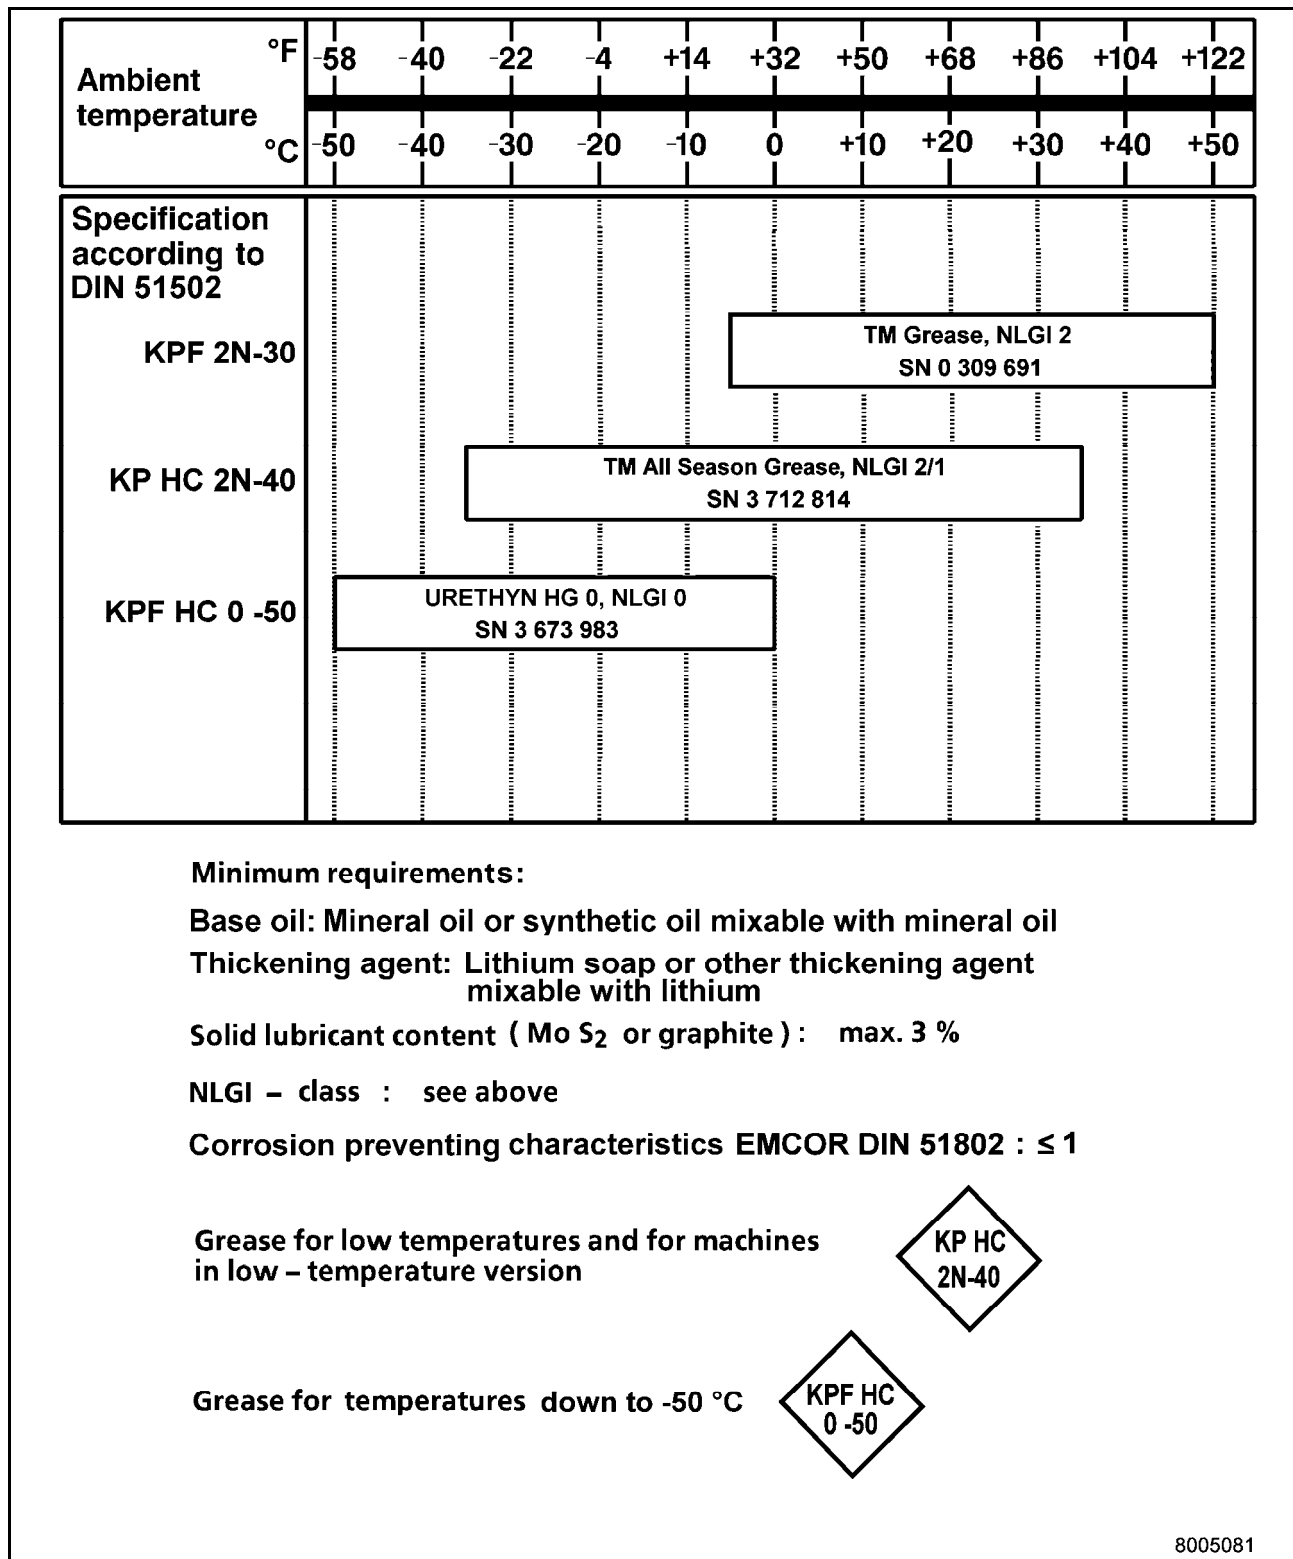 Ambient temperature
°F -58 -40 -22 -4 +14 +32 +50 +68 +86 +104 +122
°C -50 -40 -30 -20 -10 0 +10 +20 +30 +40 +50
Specification
according to
DIN 51502
KPF 2N-30
TM Grease, NLGI 2
SN 0 309 691
KP HC 2N-40
TM All Season Grease, NLGI 2/1
SN 3 712 814
KPF HC 0 -50
URETHYN HG 0, NLGI 0
SN 3 673 983
Minimum requirements:
Base oil: Mineral oil or synthetic oil mixable with mineral oil
Thickening agent: Lithium soap or other thickening agent
mixable with lithium
Solid lubricant content ( Mo S₂ or graphite ) : max. 3 %
NLGI – class : see above
Corrosion preventing characteristics EMCOR DIN 51802 : ≤ 1
Grease for low temperatures and for machines
in low – temperature version
KP HC
2N-40
Grease for temperatures down to -50 °C
KPF HC
0 -50
8005081